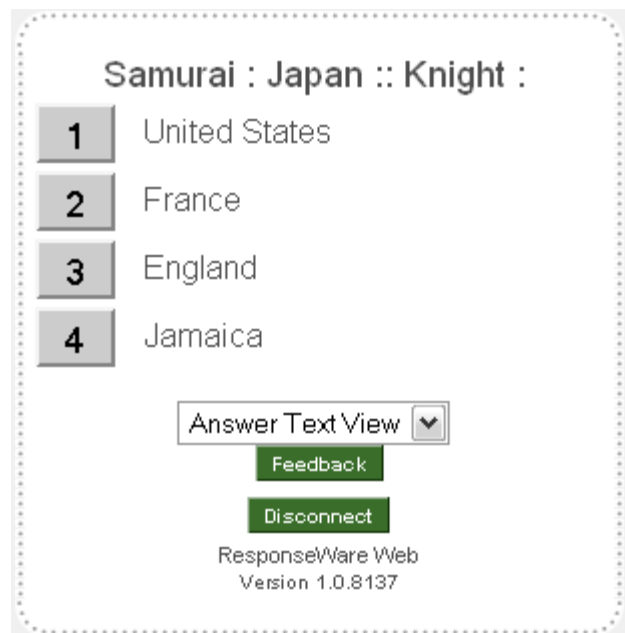 Samurai : Japan :: Knight :
1 United States
2 France
3 England
4 Jamaica
Answer Text View
Feedback
Disconnect
ResponseWare Web
Version 1.0.8137